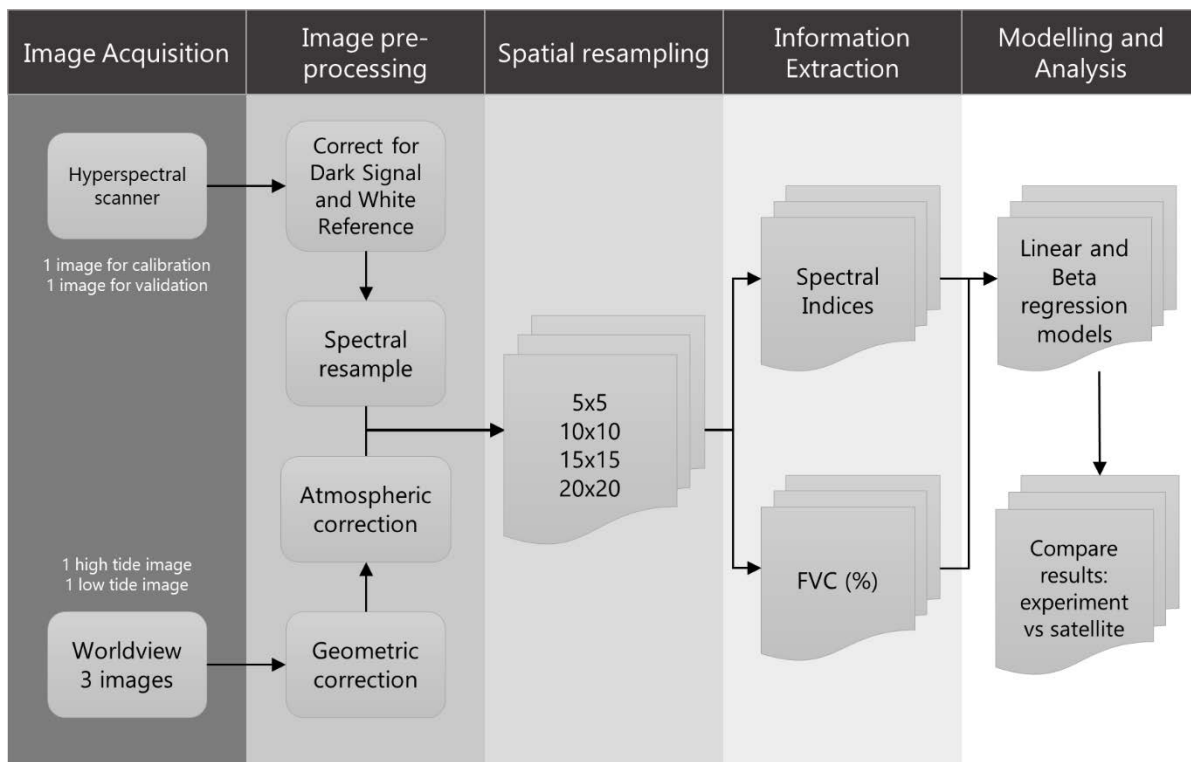 Image Acquisition
Image pre-
processing
Spatial resampling
Information
Extraction
Modelling and
Analysis
Hyperspectral
scanner
1 image for calibration
1 image for validation
Correct for
Dark Signal
and White
Reference
Spectral
resample
Atmospheric
correction
1 high tide image
1 low tide image
Worldview
3 images
Geometric
correction
5x5
10x10
15x15
20x20
Spectral
Indices
FVC (%)
Linear and
Beta
regression
models
Compare
results:
experiment
vs satellite